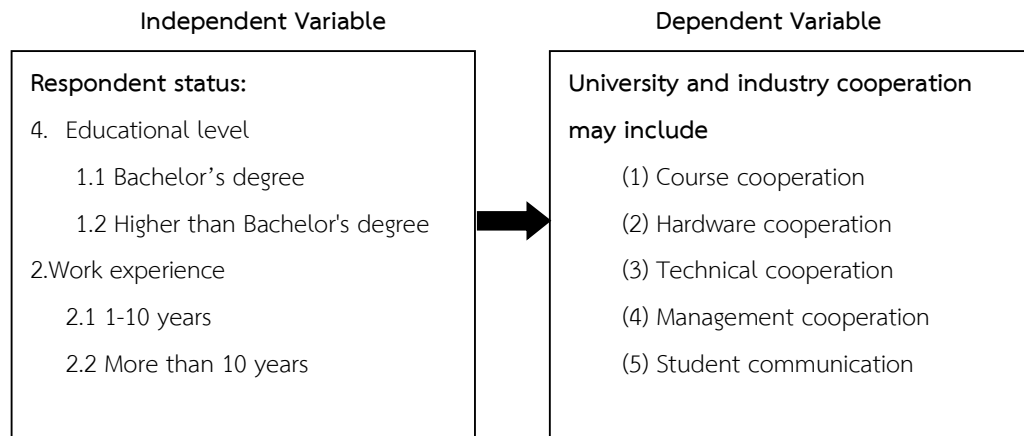 Independent Variable
Dependent Variable
Respondent status:
4. Educational level
1.1 Bachelor’s degree
1.2 Higher than Bachelor's degree
2.Work experience
2.1 1-10 years
2.2 More than 10 years
University and industry cooperation
may include
(1) Course cooperation
(2) Hardware cooperation
(3) Technical cooperation
(4) Management cooperation
(5) Student communication